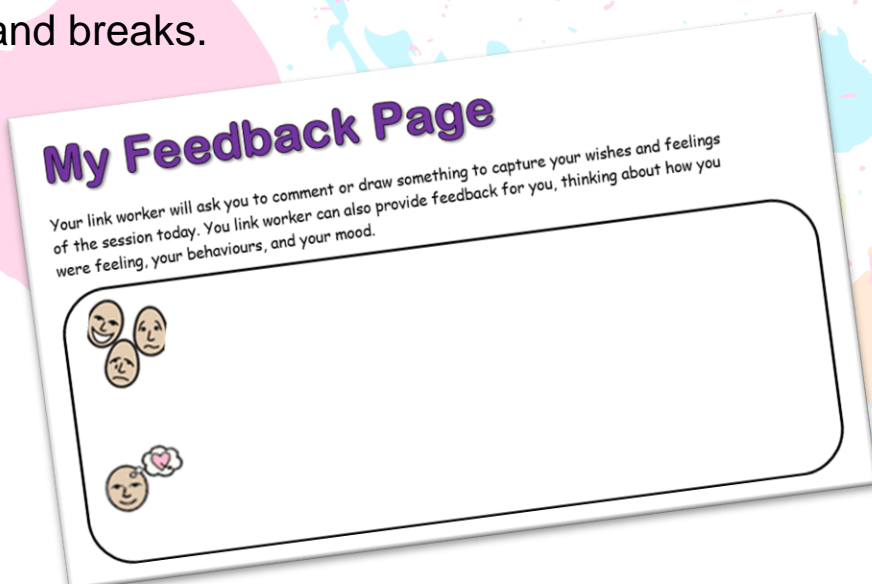 and breaks.
My Feedback Page
Your link worker will ask you to comment or draw something to capture your wishes and feelings
of the session today. You link worker can also provide feedback for you, thinking about how you
were feeling, your behaviours, and your mood.